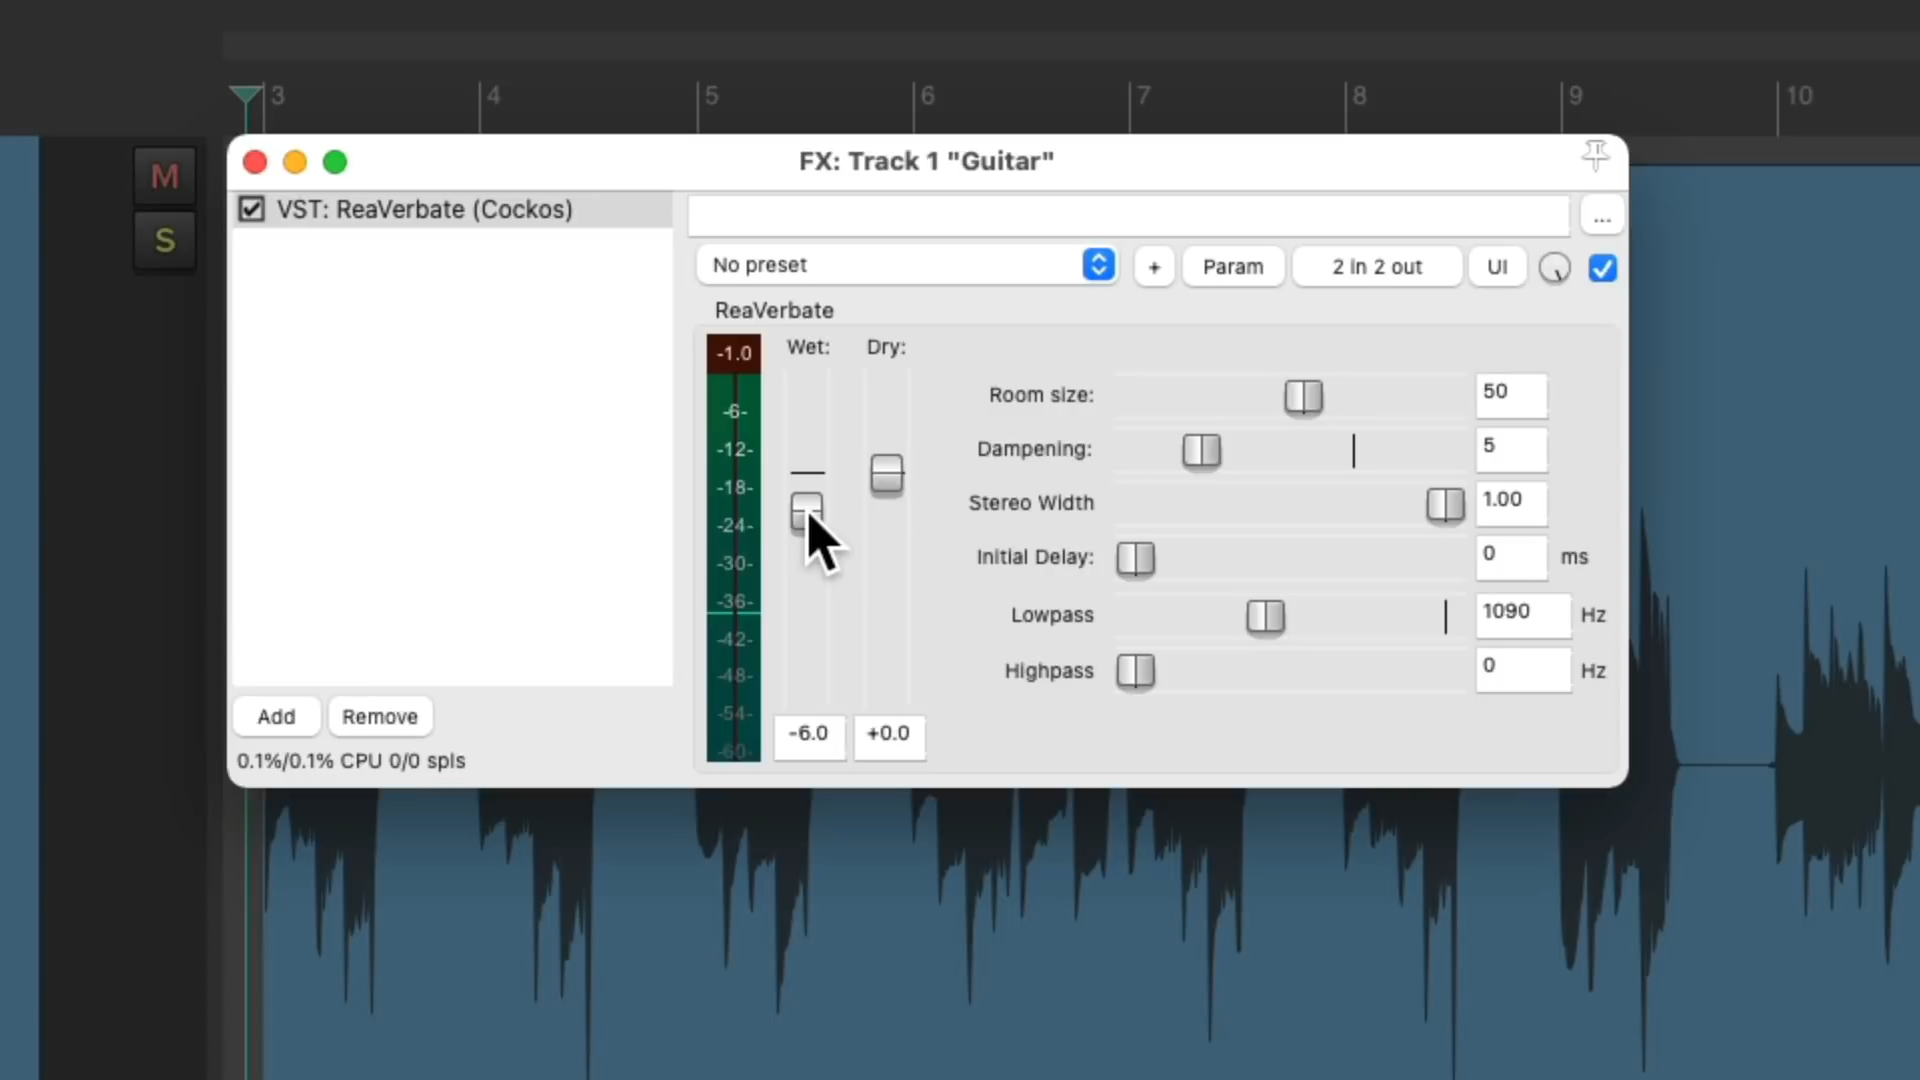 3 4 5 6 7 8 9 10
M
S
FX: Track 1 "Guitar"
VST: ReaVerbate (Cockos)
...
No preset
+
Param
2 in 2 out
UI
ReaVerbate
Wet:
Dry:
-1.0
-6-
-12-
-18-
-24-
-30-
-36-
-42-
-48-
-54-
-60-
-6.0
+0.0
Room size: 50
Dampening: 5
Stereo Width 1.00
Initial Delay: 0 ms
Lowpass 1090 Hz
Highpass 0 Hz
Add
Remove
0.1%/0.1% CPU 0/0 spls